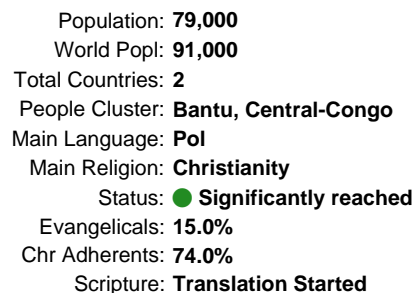 Population: 79,000
World Popl: 91,000
Total Countries: 2
People Cluster: Bantu, Central-Congo
Main Language: Pol
Main Religion: Christianity
Status: Significantly reached
Evangelicals: 15.0%
Chr Adherents: 74.0%
Scripture: Translation Started